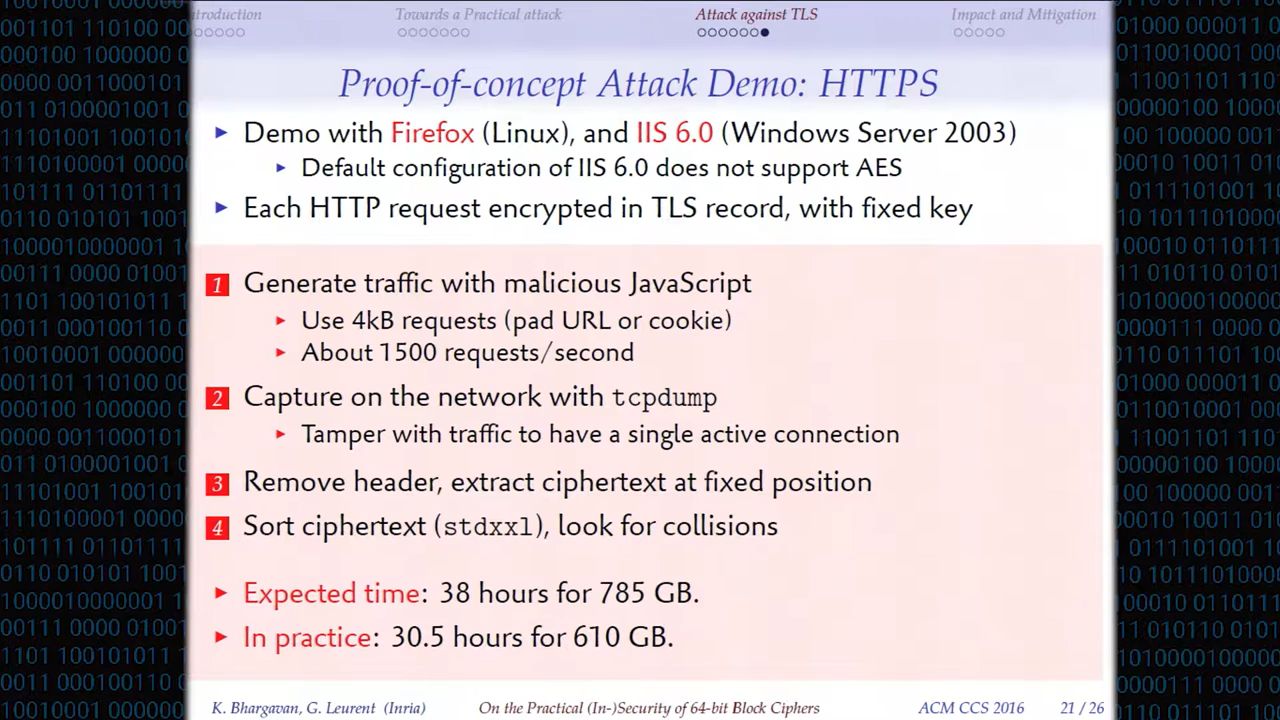 Towards a Practical attack
Attack against TLS
Impact and Mitigation
Proof-of-concept Attack Demo: HTTPS
Demo with Firefox (Linux), and IIS 6.0 (Windows Server 2003)
Default configuration of IIS 6.0 does not support AES
Each HTTP request encrypted in TLS record, with fixed key
1 Generate traffic with malicious JavaScript
Use 4kB requests (pad URL or cookie)
About 1500 requests/second
2 Capture on the network with tcpdump
Tamper with traffic to have a single active connection
3 Remove header, extract ciphertext at fixed position
4 Sort ciphertext (stdxxl), look for collisions
Expected time: 38 hours for 785 GB.
In practice: 30.5 hours for 610 GB.
K. Bhargavan, G. Leurent (Inria)
On the Practical (In-)Security of 64-bit Block Ciphers
ACM CCS 2016
21 / 26